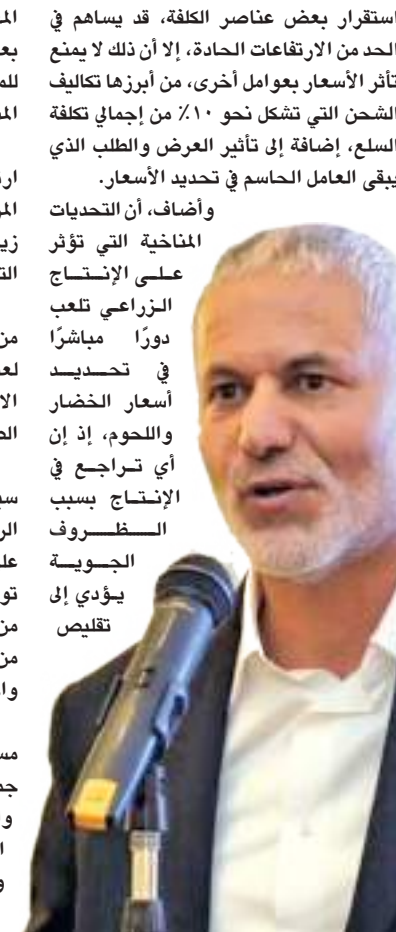 استقرار بعض عناصر الكلفة، قد يساهم في
الحد من الارتفاعات الحادة، إلا أن ذلك لا يمنع
تأثر الأسعار بعوامل أخرى، من أبرزها تكاليف
الشحن التي تشكل نحو ١٠٪ من إجمالي تكلفة
السلع، إضافة إلى تأثير العرض والطلب الذي
يبقى العامل الحاسم في تحديد الأسعار.
وأضاف، أن التحديات
المناخية التي تؤثر
على الإنتاج
الزراعي تلعب
دورًا مباشرًا
في تحديد
أسعار الخضار
واللحوم، إذ إن
أي تراجع في
الإنتاج بسبب
الظروف
الجوية
يؤدي إلى
تقليص